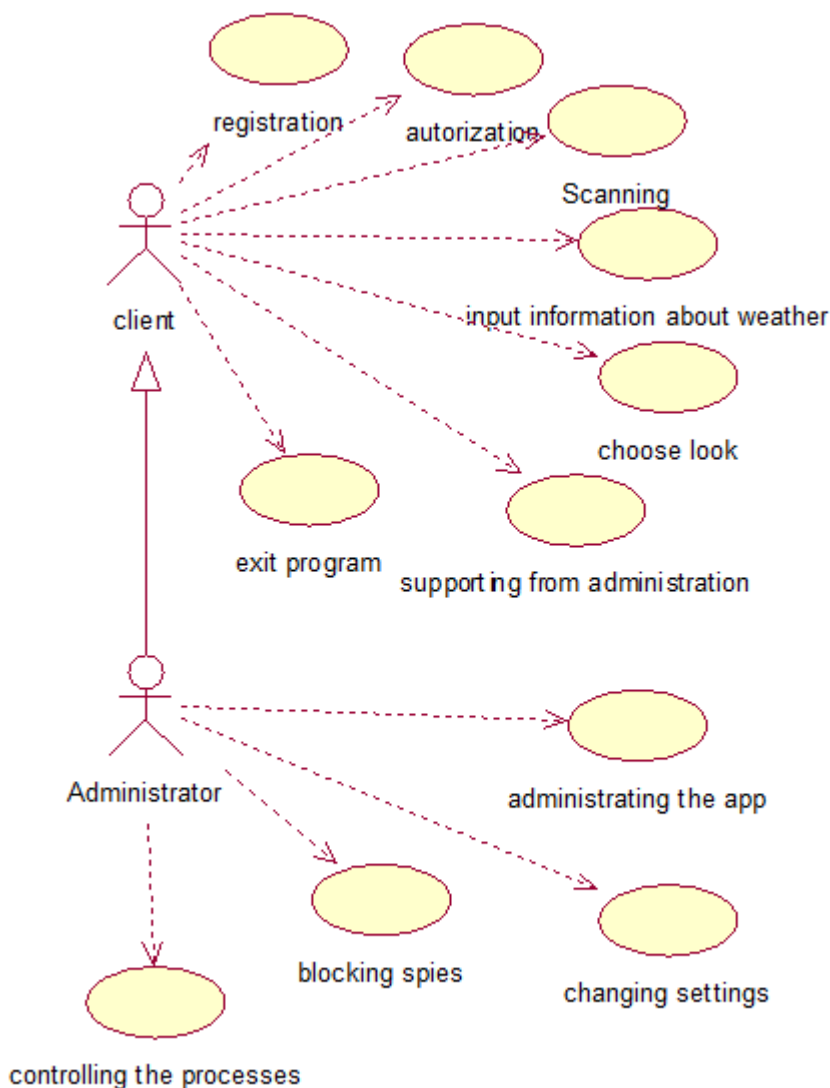 registration
autorization
Scanning
client
input information about weather
choose look
exit program
supporting from administration
Administrator
administrating the app
blocking spies
changing settings
controlling the processes